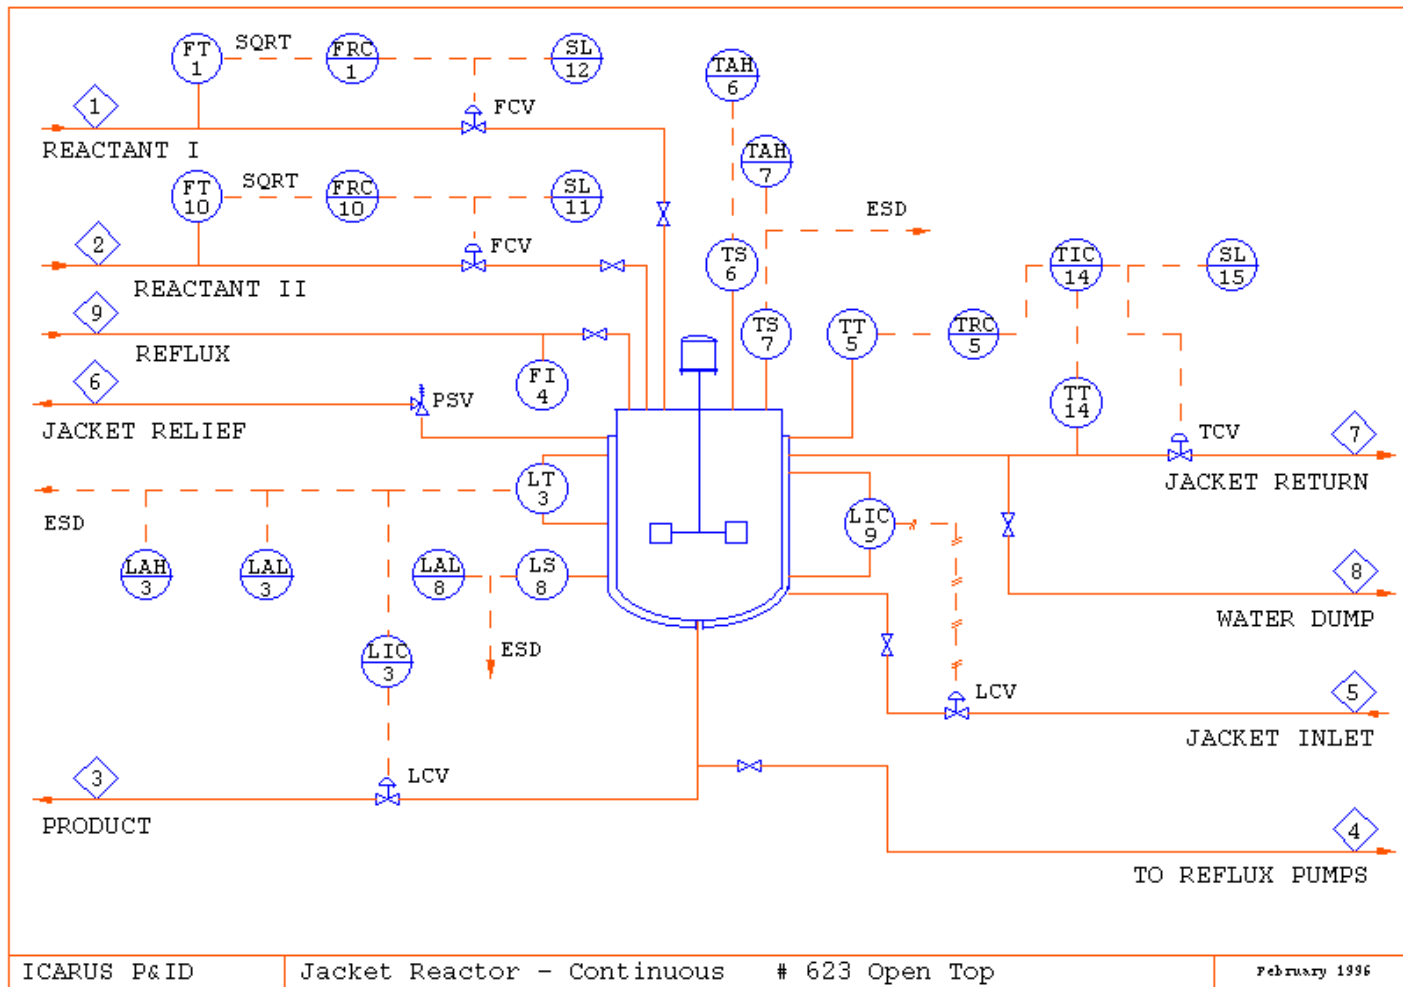 FT
1
SQRT
FRC
1
SL
12
TAH
6
1
FCV
REACTANT I
TAH
7
FT
10
SQRT
FRC
10
SL
11
ESD
2
FCV
TS
6
TIC
14
SL
15
REACTANT II
9
REFLUX
TS
7
TT
5
TRC
5
FI
4
6
PSV
TT
14
JACKET RELIEF
TCV
7
JACKET RETURN
LT
3
ESD
LIC
9
LAH
3
LAL
3
LAL
8
LS
8
8
WATER DUMP
ESD
LIC
3
LCV
5
JACKET INLET
3
LCV
PRODUCT
4
TO REFLUX PUMPS
ICARUS P&ID
Jacket Reactor - Continuous # 623 Open Top
February 1996